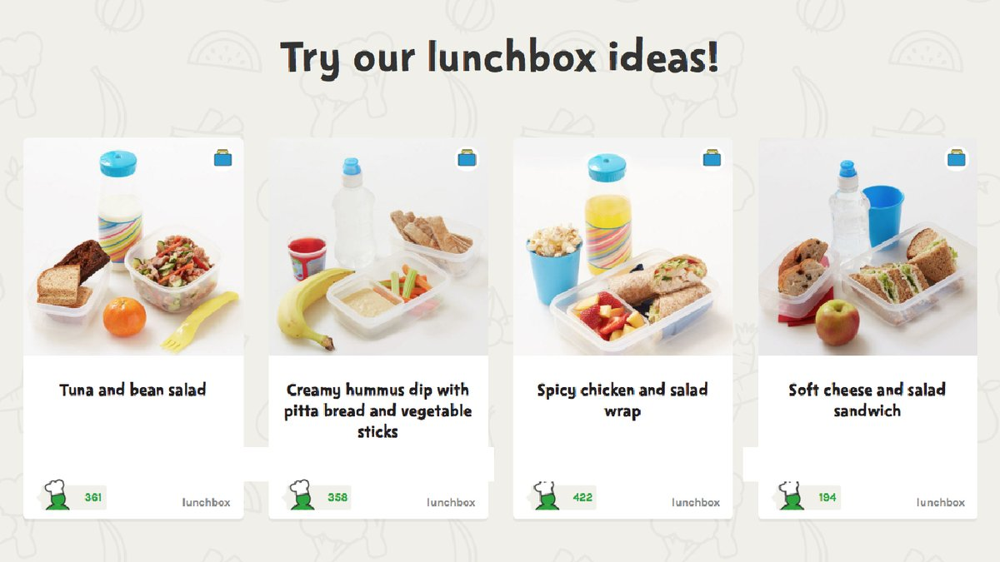 Try our lunchbox ideas!
Tuna and bean salad
361
lunchbox
Creamy hummus dip with
pitta bread and vegetable
sticks
358
lunchbox
Spicy chicken and salad
wrap
422
lunchbox
Soft cheese and salad
sandwich
194
lunchbox